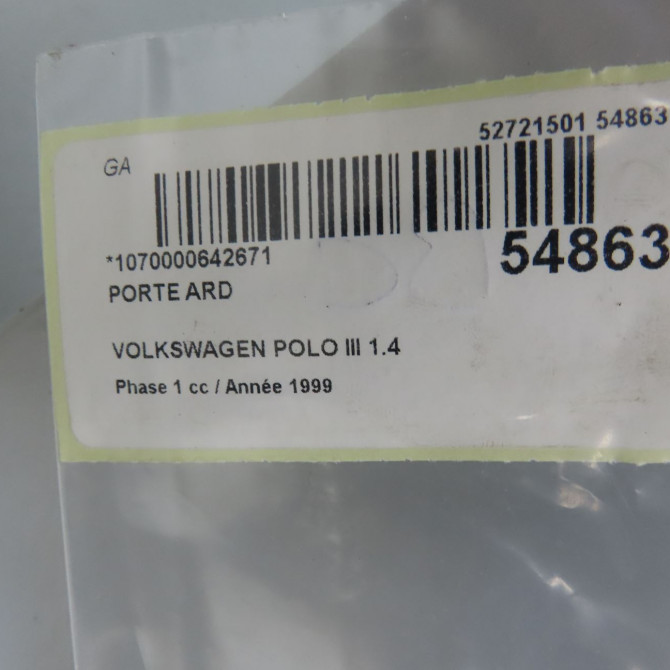 52721501 54863
GA
*1070000642671
54863
PORTE ARD
VOLKSWAGEN POLO III 1.4
Phase 1 cc / Année 1999